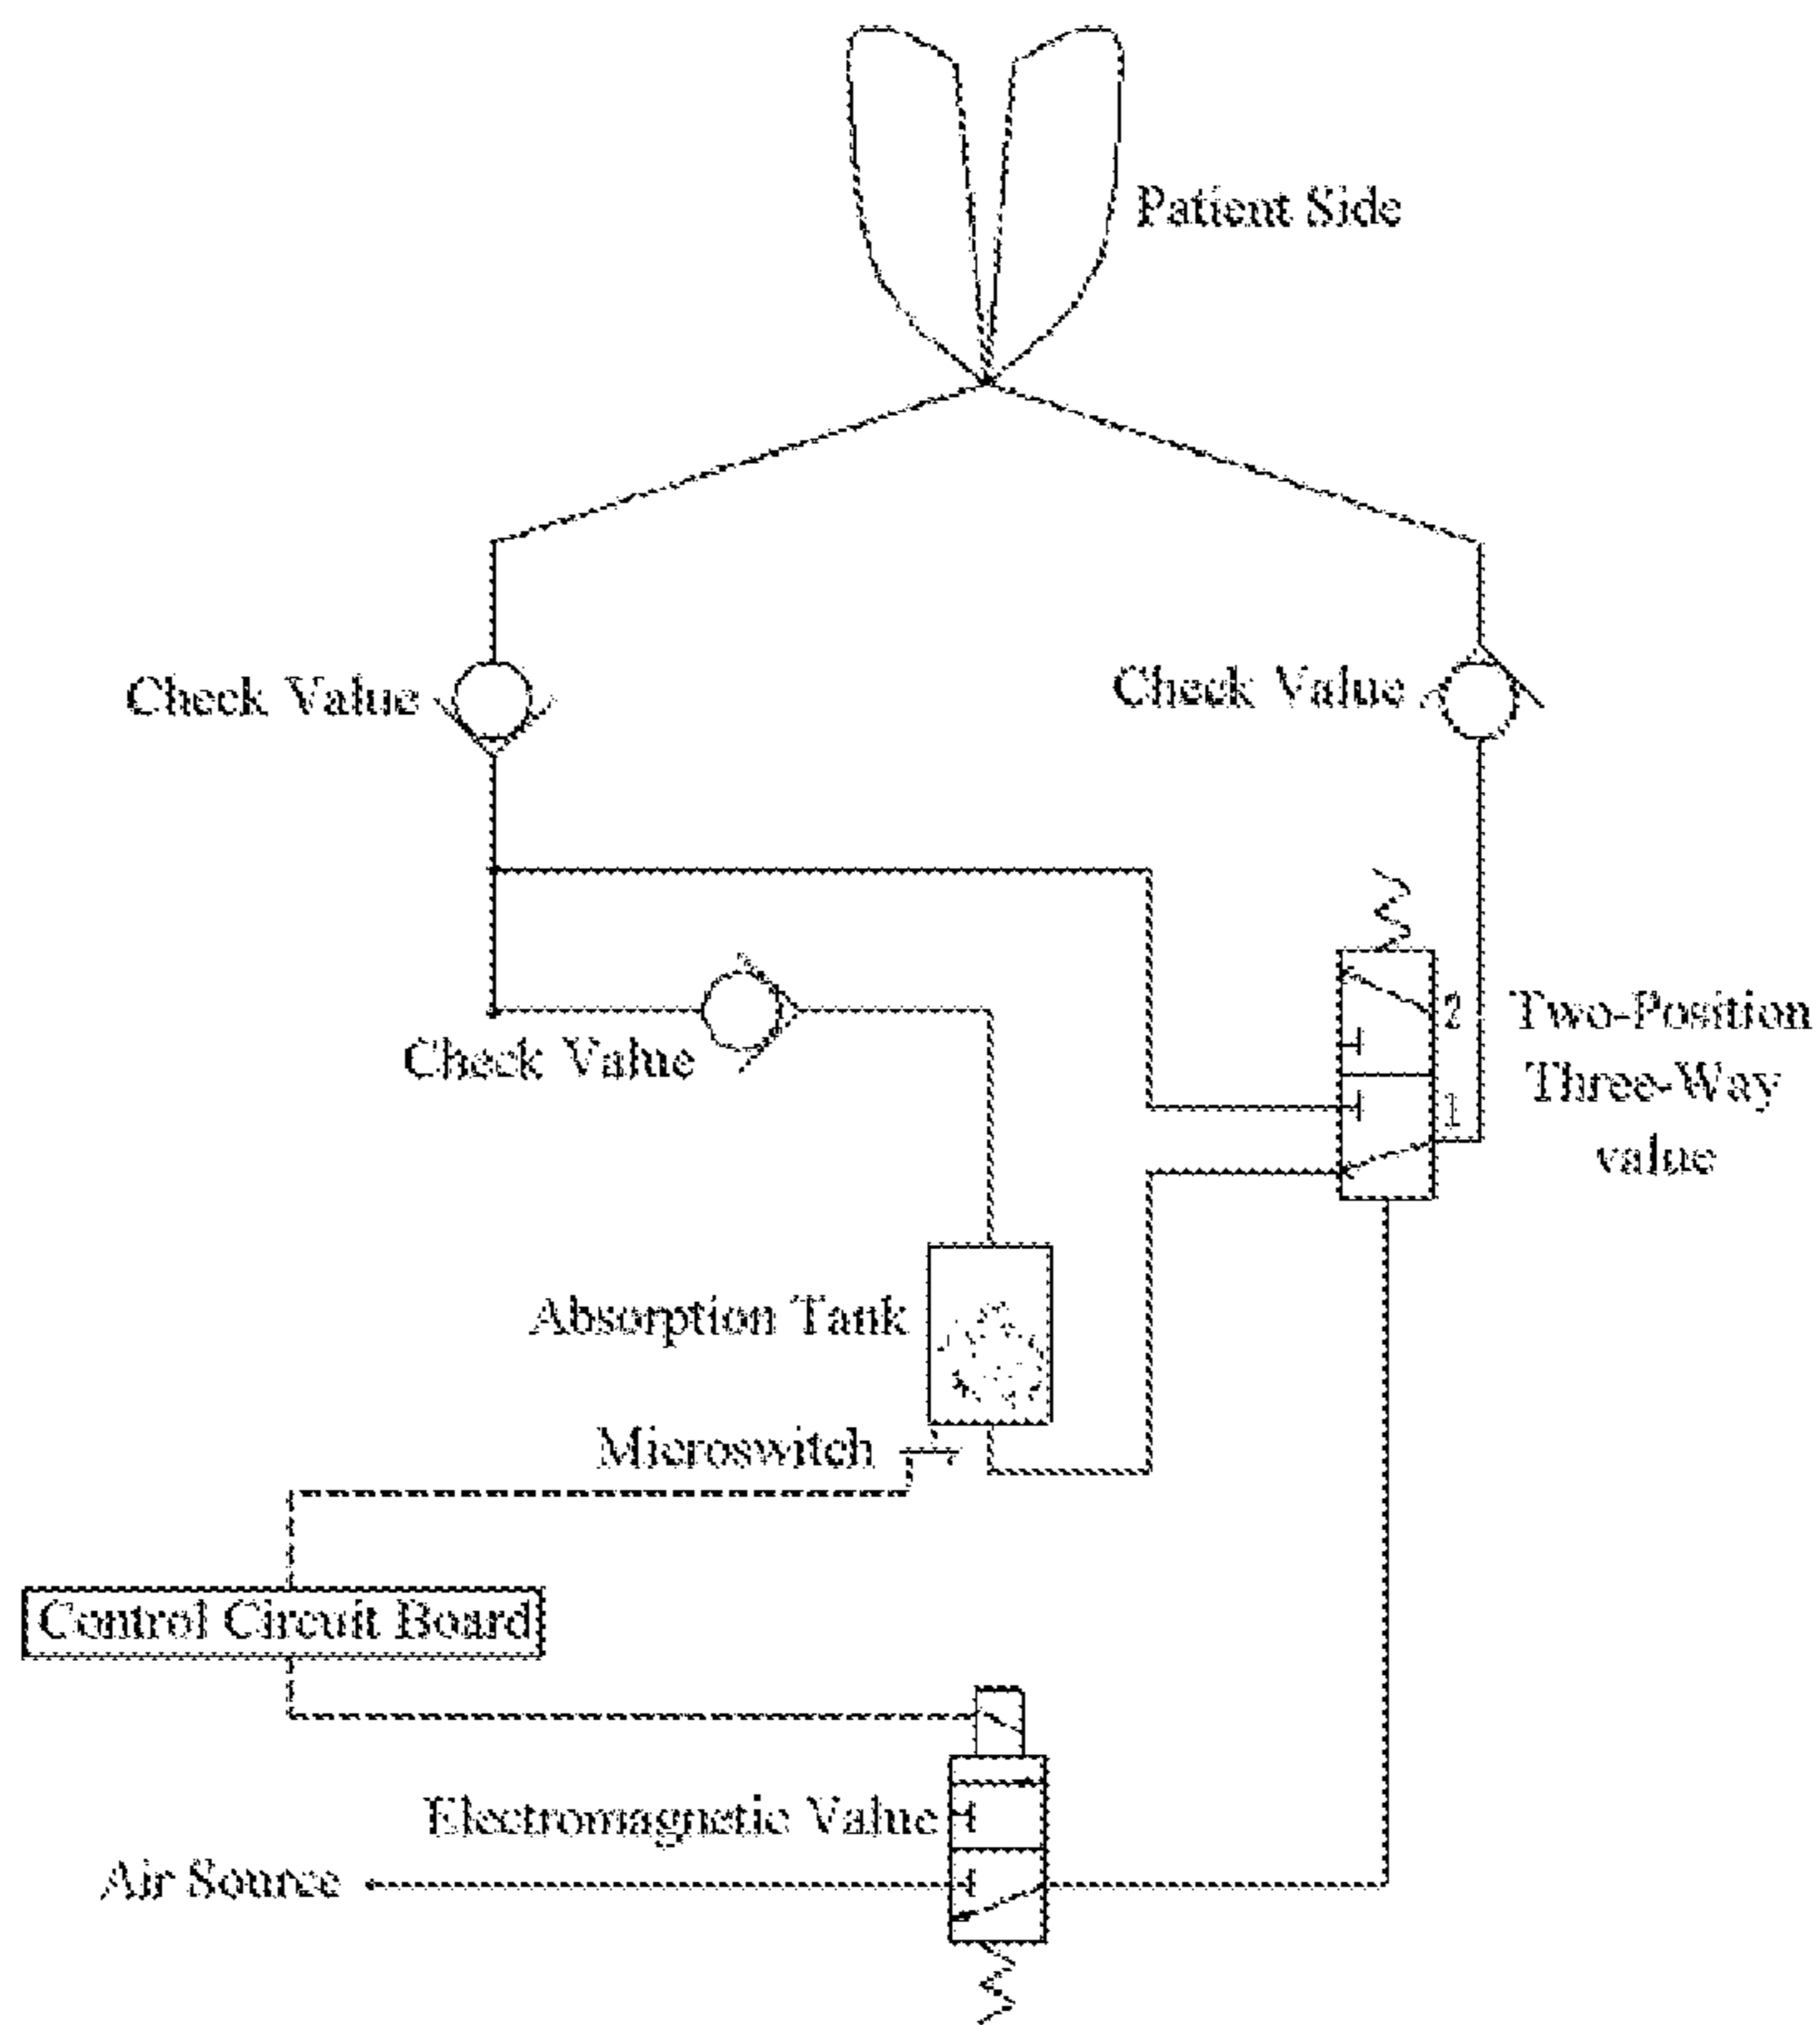 Patient Side
Check Value
Check Value
Check Value
2
1
Two-Position
Three-Way
value
Absorption Tank
Microswitch
Control Circuit Board
Electromagnetic Value
Air Source